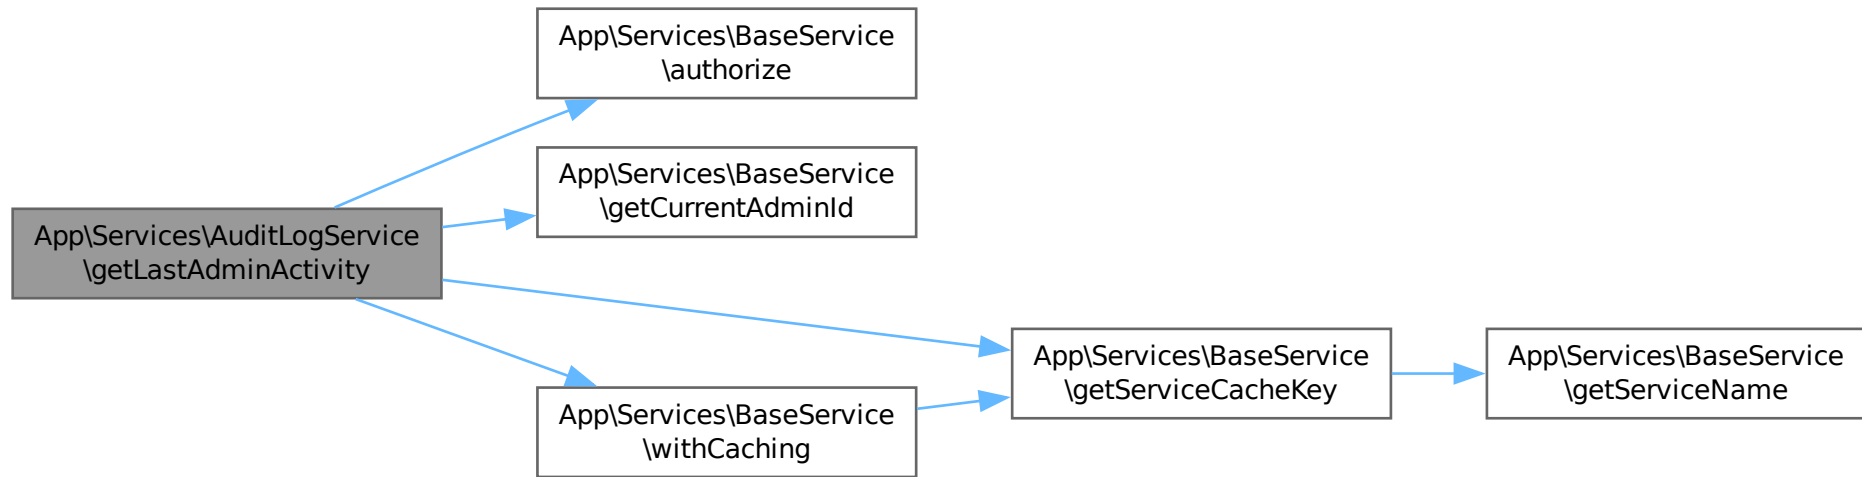 App\Services\BaseService
\authorize
App\Services\BaseService
\getCurrentAdminId
App\Services\AuditLogService
\getLastAdminActivity
App\Services\BaseService
\getServiceCacheKey
App\Services\BaseService
\getServiceName
App\Services\BaseService
\withCaching